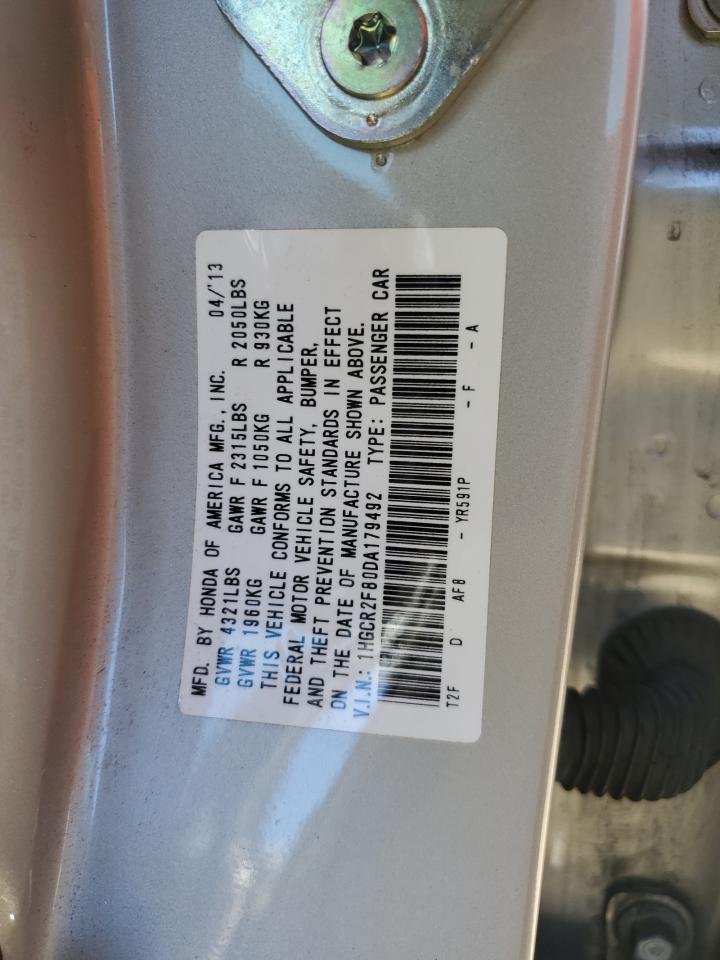 MFD. BY HONDA OF AMERICA MFG., INC. 04/'13
GVWR 4321LBS GAWR F 2315LBS R 2050LBS
GVWR 1960KG GAWR F 1050KG R 930KG
THIS VEHICLE CONFORMS TO ALL APPLICABLE
FEDERAL MOTOR VEHICLE SAFETY, BUMPER,
AND THEFT PREVENTION STANDARDS IN EFFECT
ON THE DATE OF MANUFACTURE SHOWN ABOVE.
V.I.N.: 1HGCR2F80DA179492 TYPE: PASSENGER CAR
T2F D AF8 - YR591P - F - A